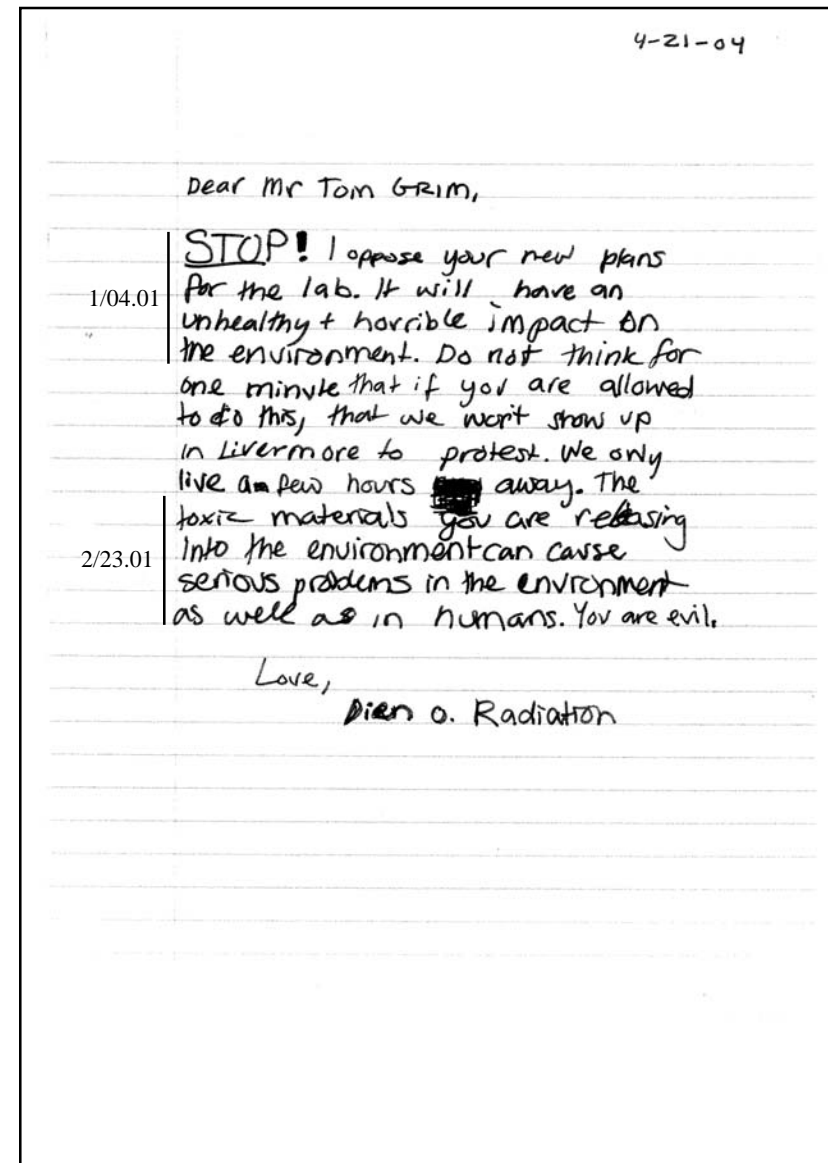 4-21-04
Dear Mr Tom GRIM,
STOP! I oppose your new plans
1/04.01
for the lab. It will have an
unhealthy + horrible impact on
the environment. Do not think for
one minute that if you are allowed
to do this, that we won't show up
in Livermore to protest. We only
live a few hours away. The
toxic materials you are releasing
2/23.01
into the environment can cause
serious problems in the envronment
as well as in humans. You are evil.
Love,
Dien O. Radiation